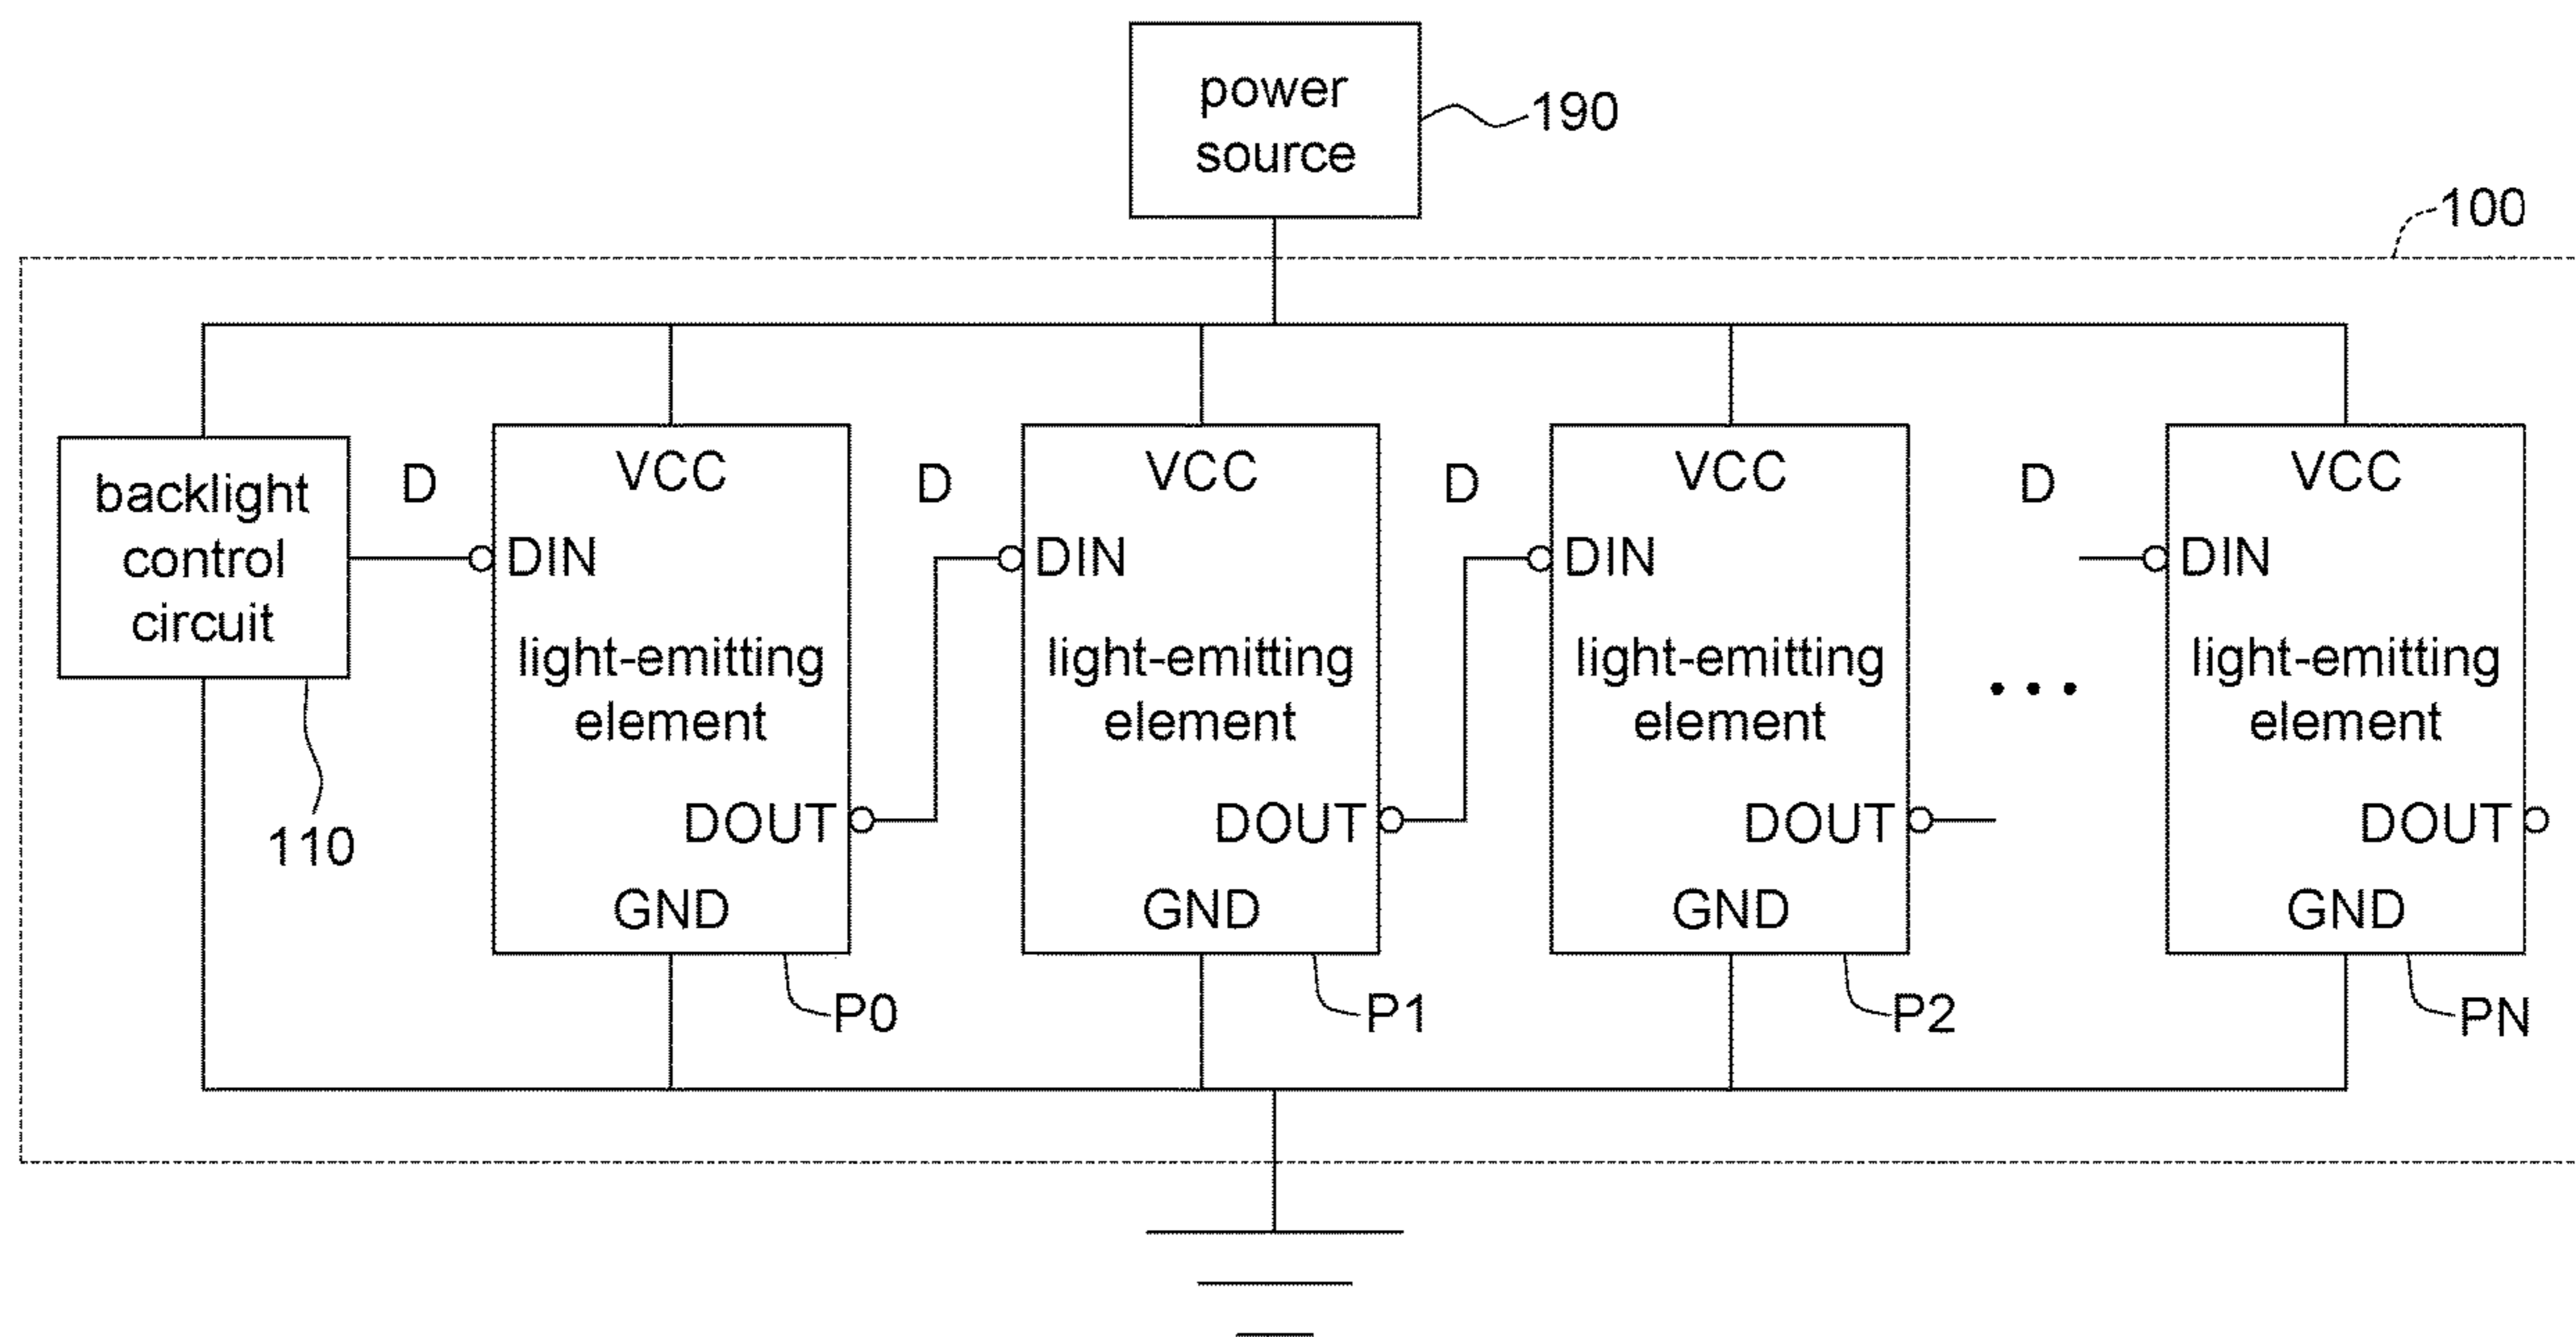 power
source
190
100
backlight
control
circuit
110
D
VCC
DIN
light-emitting
element
DOUT
GND
P0
D
VCC
DIN
light-emitting
element
DOUT
GND
P1
D
VCC
DIN
light-emitting
element
DOUT
GND
P2
• • •
D
VCC
DIN
light-emitting
element
DOUT
GND
PN